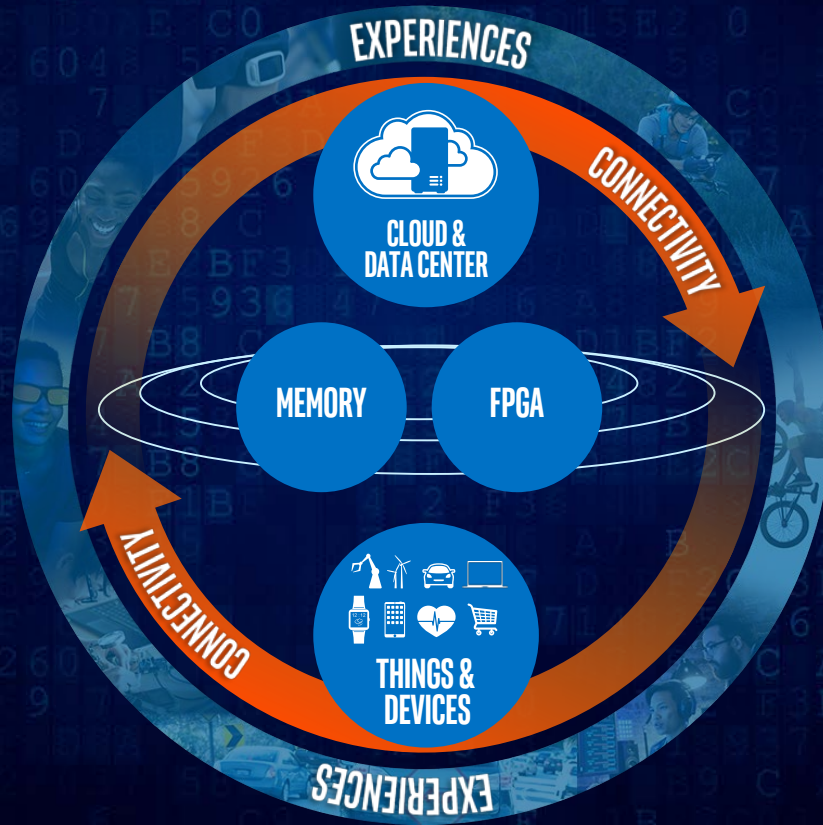 EXPERIENCES
CONNECTIVITY
CLOUD &
DATA CENTER
MEMORY
FPGA
CONNECTIVITY
THINGS &
DEVICES
EXPERIENCES